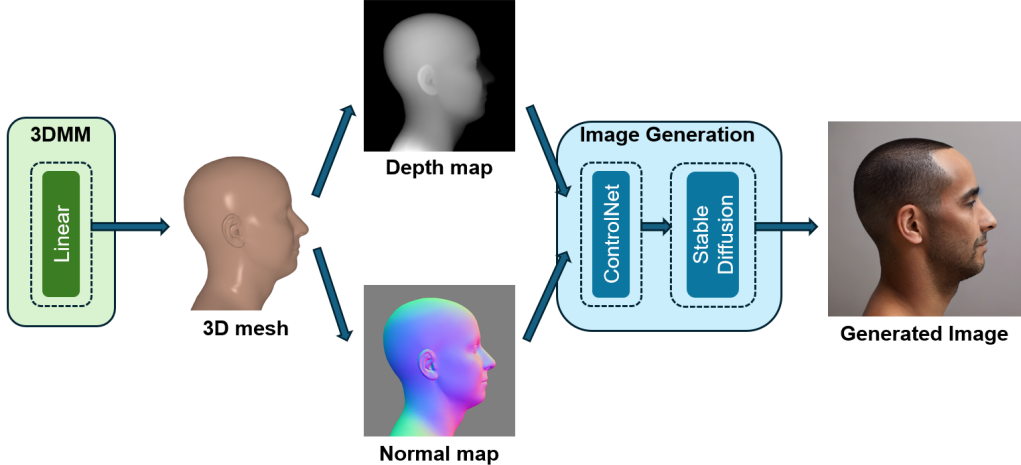 3DMM
Linear
3D mesh
Depth map
Normal map
Image Generation
ControlNet
Stable
Diffusion
Generated Image